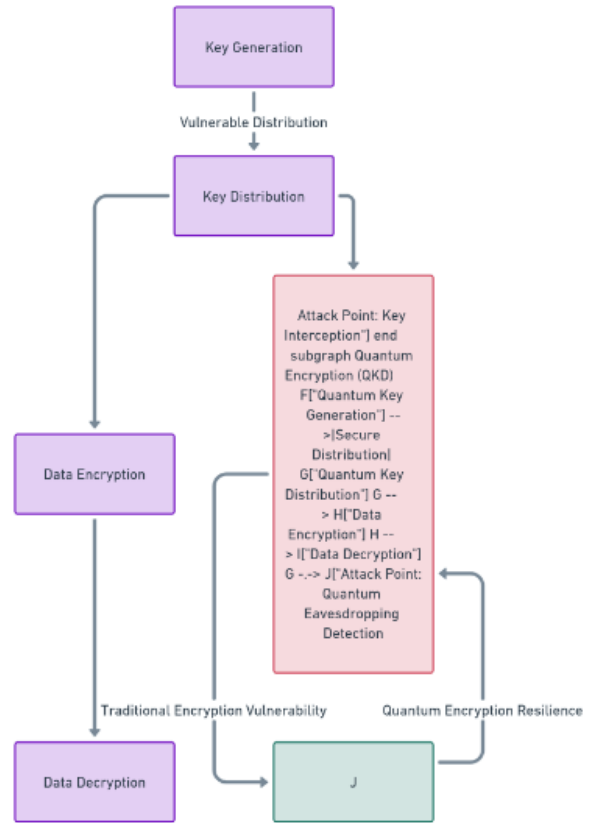 Key Generation
Vulnerable Distribution
Key Distribution
Attack Point: Key
Interception"] end
subgraph Quantum
Encryption (QKD)
F["Quantum Key
Generation"] --
>|Secure
Distribution|
G["Quantum Key
Distribution"] G --
> H["Data
Encryption"] H --
> I["Data Decryption"]
G -.-> J["Attack Point:
Quantum
Eavesdropping
Detection
Data Encryption
Traditional Encryption Vulnerability
Quantum Encryption Resilience
Data Decryption
J